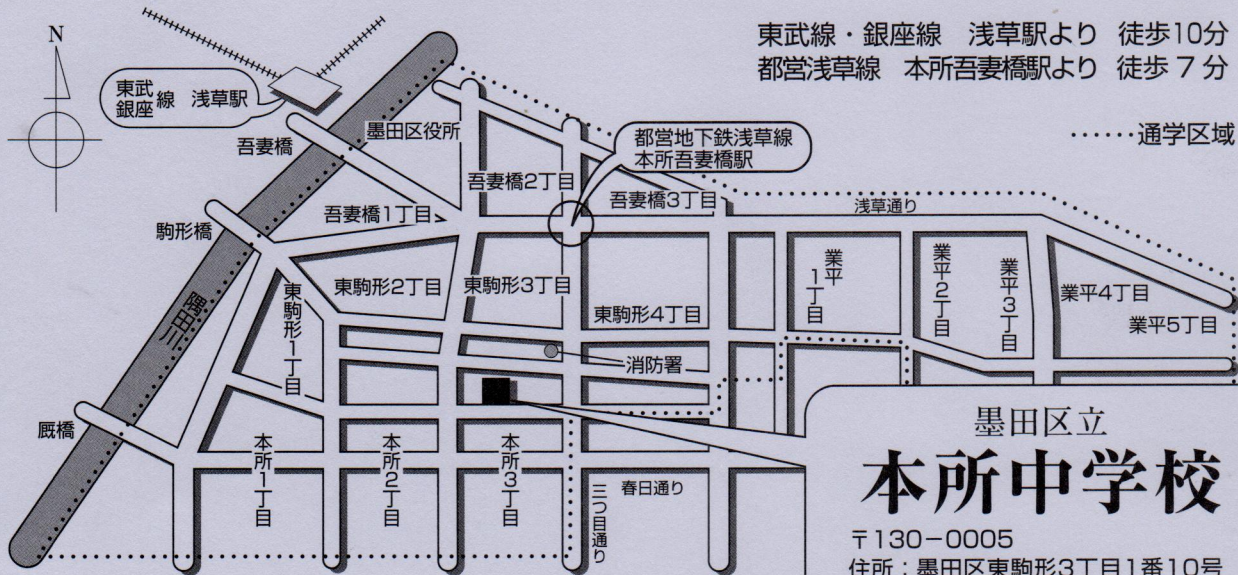 東武線・銀座線　浅草駅より　徒歩10分
都営浅草線　本所吾妻橋駅より　徒歩 7 分
……通学区域
N
東武
銀座
線　浅草駅
墨田区役所
吾妻橋
都営地下鉄浅草線
本所吾妻橋駅
吾妻橋2丁目
吾妻橋3丁目
吾妻橋1丁目
浅草通り
駒形橋
隅田川
東駒形1丁目
東駒形2丁目
東駒形3丁目
東駒形4丁目
業平
1丁目
業平2丁目
業平3丁目
業平4丁目
業平5丁目
消防署
厩橋
本所1丁目
本所2丁目
本所3丁目
三つ目通り
春日通り
墨田区立
本所中学校
〒130-0005
住所：墨田区東駒形3丁目1番10号